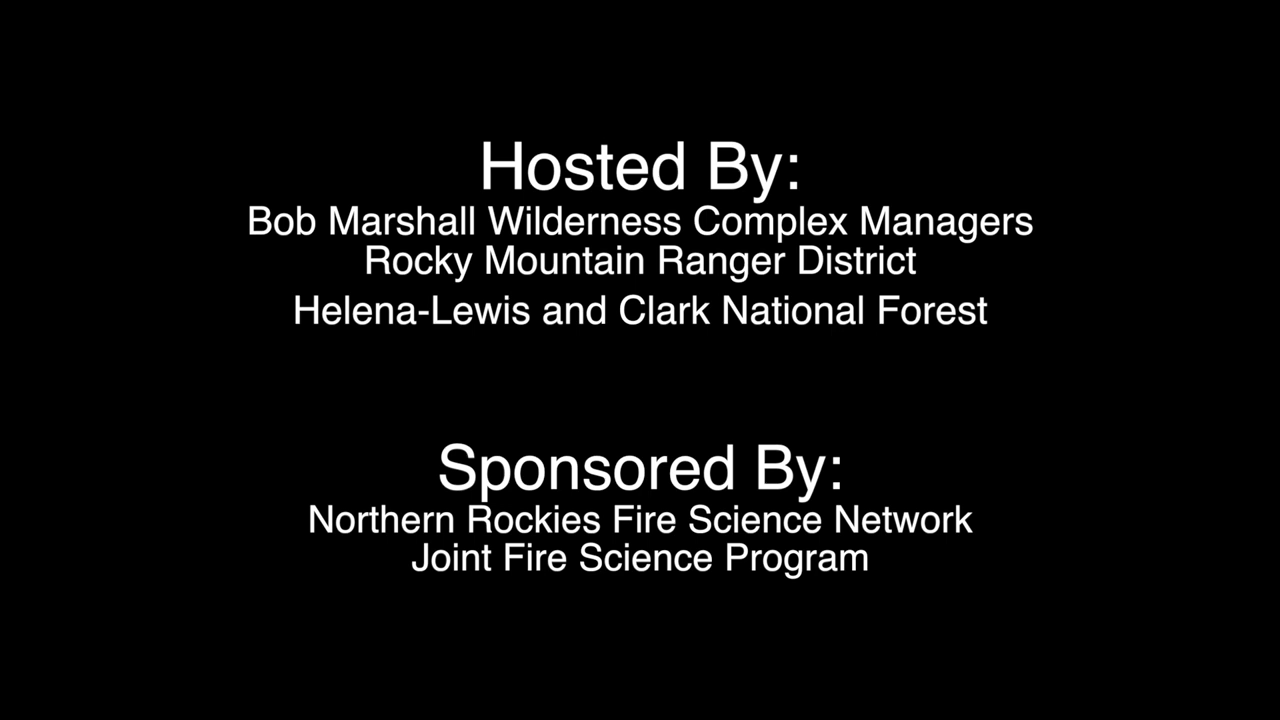 Hosted By:
Bob Marshall Wilderness Complex Managers
Rocky Mountain Ranger District
Helena-Lewis and Clark National Forest
Sponsored By:
Northern Rockies Fire Science Network
Joint Fire Science Program